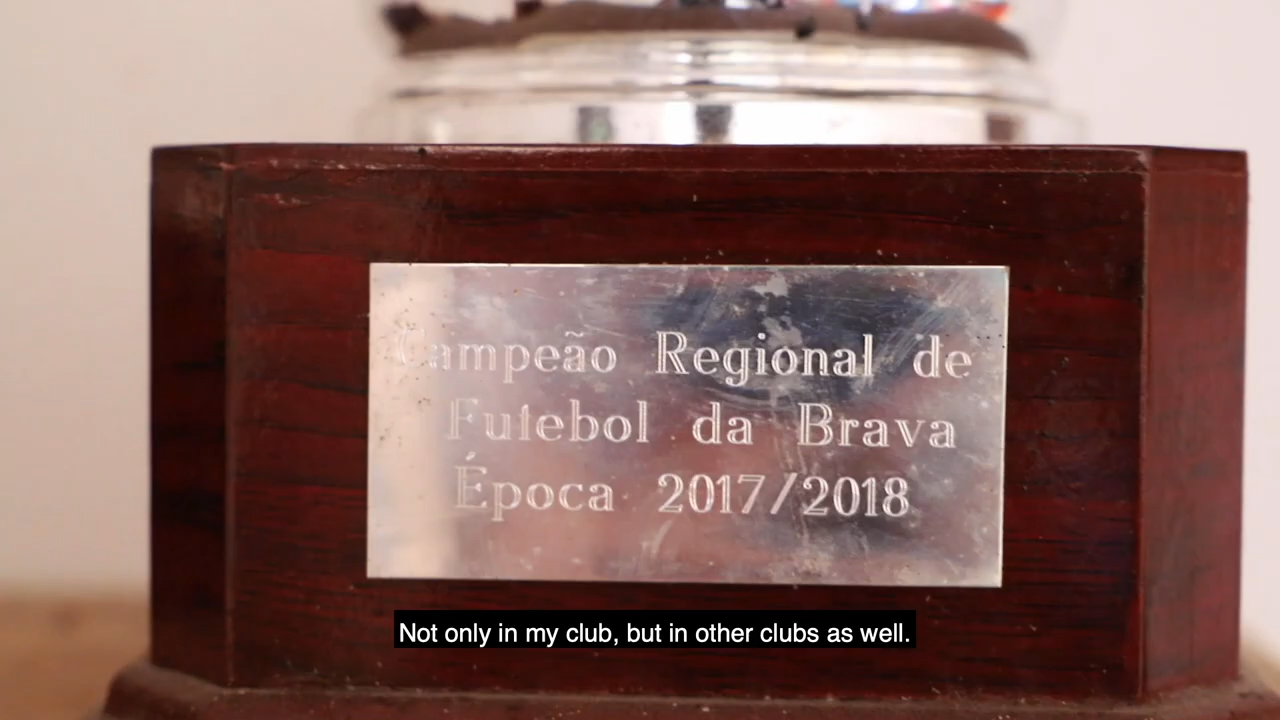 Campeão Regional de
Futebol da Brava
Época 2017/2018
Not only in my club, but in other clubs as well.